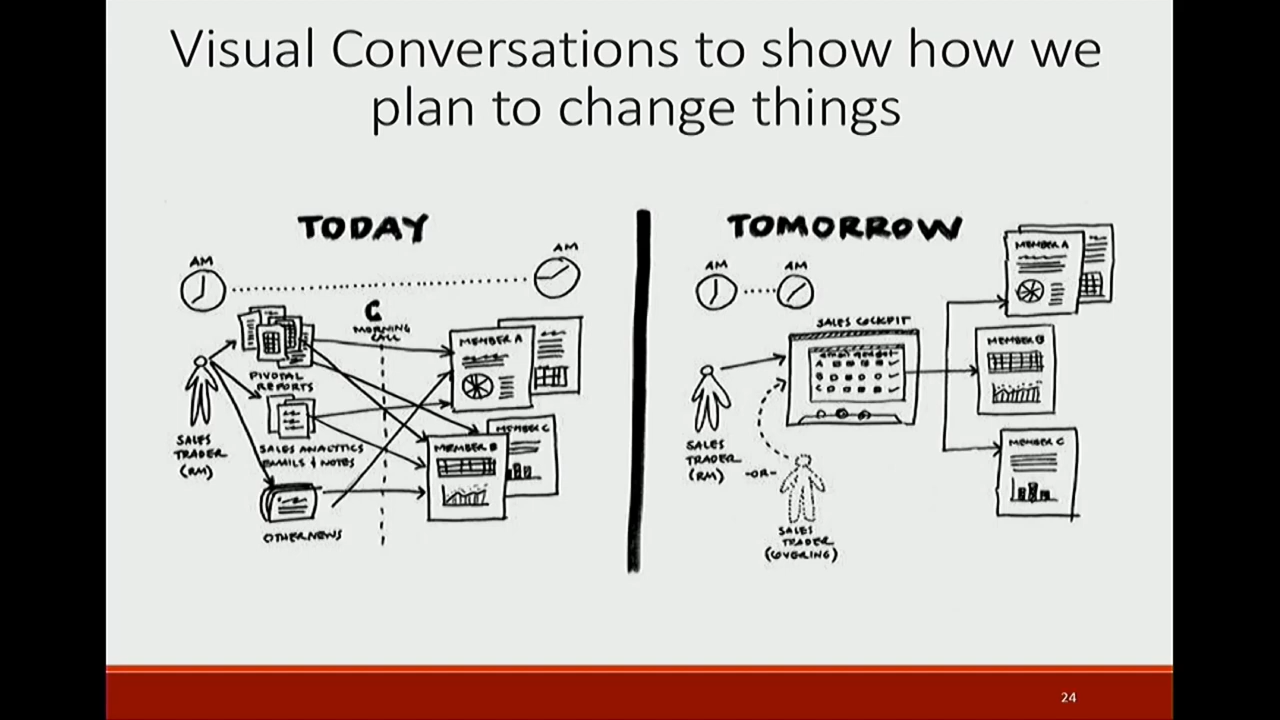 Visual Conversations to show how we
plan to change things
TODAY
AM
AM
C
MORNING
CALL
PIVOTAL
REPORTS
SALES
TRADER
(RM)
SALES ANALYTICS
EMAILS + NOTES
OTHER NEWS
MEMBER A
MEMBER B
MEMBER C
TOMORROW
AM
AM
SALES COCKPIT
A
B
C
SALES
TRADER
(RM)
-OR-
SALES
TRADER
(COVERING)
MEMBER A
MEMBER B
MEMBER C
24